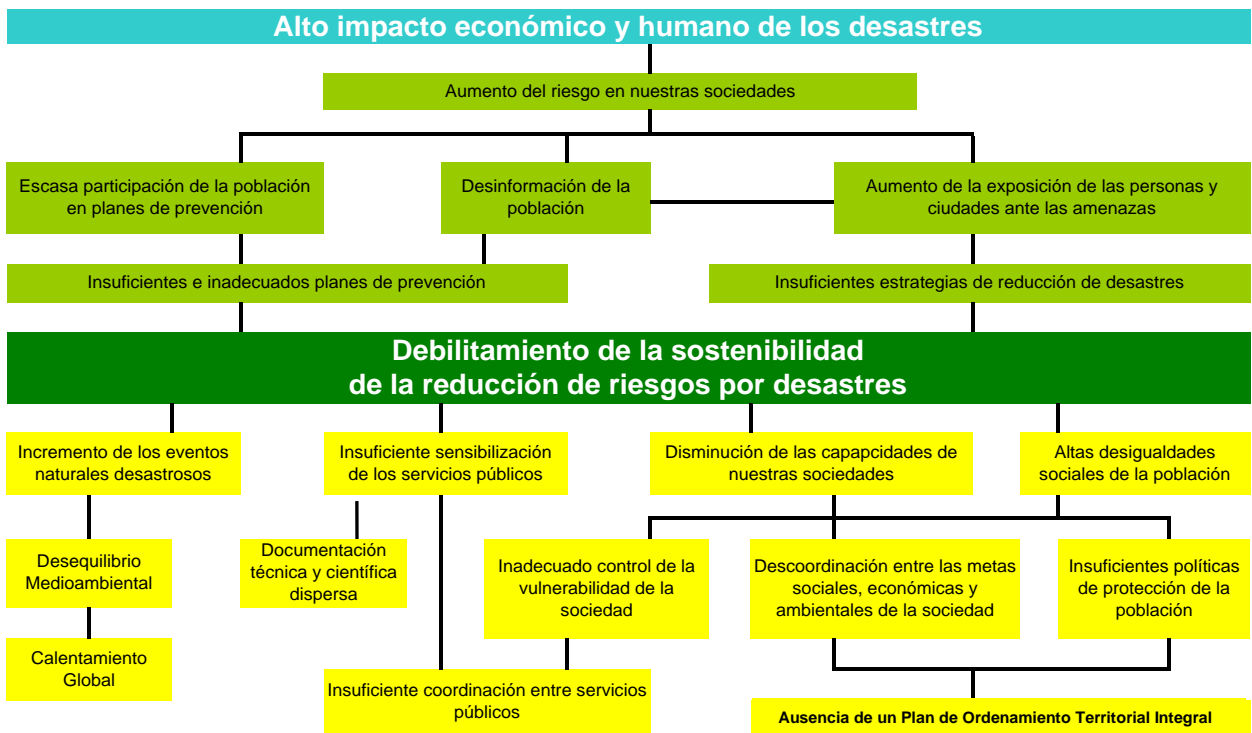 Alto impacto económico y humano de los desastres
Aumento del riesgo en nuestras sociedades
Escasa participación de la población
en planes de prevención
Desinformación de la
población
Aumento de la exposición de las personas y
ciudades ante las amenazas
Insuficientes e inadecuados planes de prevención
Insuficientes estrategias de reducción de desastres
Debilitamiento de la sostenibilidad
de la reducción de riesgos por desastres
Incremento de los eventos
naturales desastrosos
Insuficiente sensibilización
de los servicios públicos
Disminución de las capapcidades de
nuestras sociedades
Altas desigualdades
sociales de la población
Desequilibrio
Medioambiental
Documentación
técnica y científica
dispersa
Inadecuado control de la
vulnerabilidad de la
sociedad
Descoordinación entre las metas
sociales, económicas y
ambientales de la sociedad
Insuficientes políticas
de protección de la
población
Calentamiento
Global
Insuficiente coordinación entre servicios
públicos
Ausencia de un Plan de Ordenamiento Territorial Integral